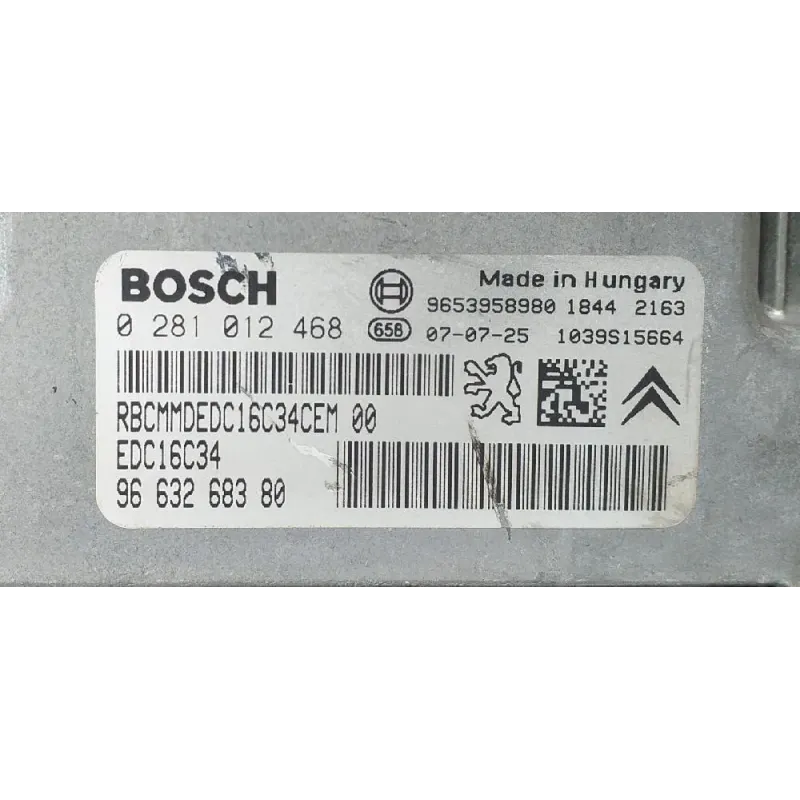 BOSCH
Made in Hungary
9653958980 1844 2163
0 281 012 468
658
07-07-25 1039S15664
RBCMMDEDC16C34CEM 00
EDC16C34
96 632 683 80